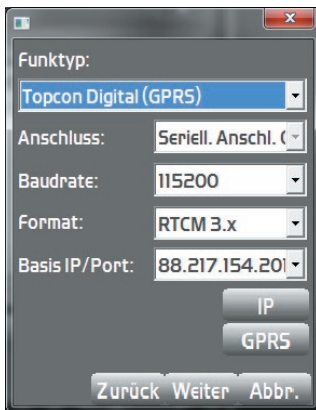 Funktyp:
Topcon Digital (GPRS)
Anschluss: Seriell. Anschl.
Baudrate: 115200
Format: RTCM 3.x
Basis IP/Port: 88.217.154.201
IP
GPRS
Zurück Weiter Abbr.